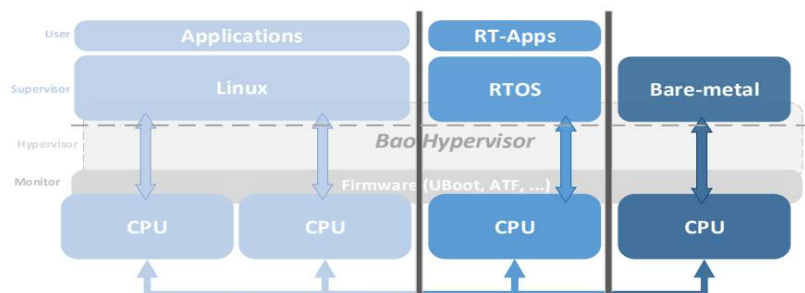 User
Applications
RT-Apps
Supervisor
Linux
RTOS
Bare-metal
Hypervisor
Bao Hypervisor
Monitor
Firmware (UBoot, ATF, ...)
CPU
CPU
CPU
CPU